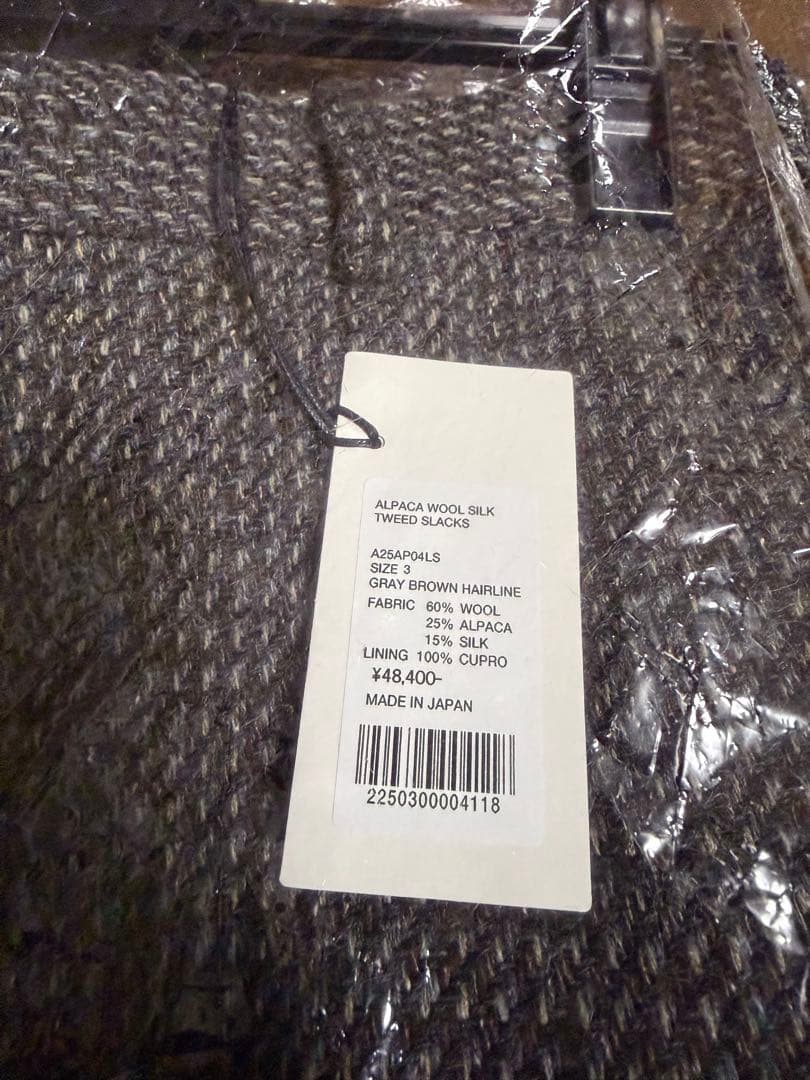 ALPACA WOOL SILK
TWEED SLACKS
A25AP04LS
SIZE 3
GRAY BROWN HAIRLINE
FABRIC 60% WOOL
25% ALPACA
15% SILK
LINING 100% CUPRO
¥48,400-
MADE IN JAPAN
2250300004118